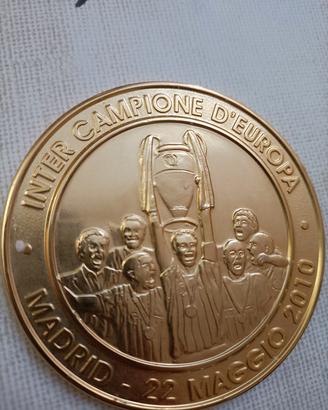 INTER CAMPIONE D'EUROPA
MADRID - 22 MAGGIO 2010